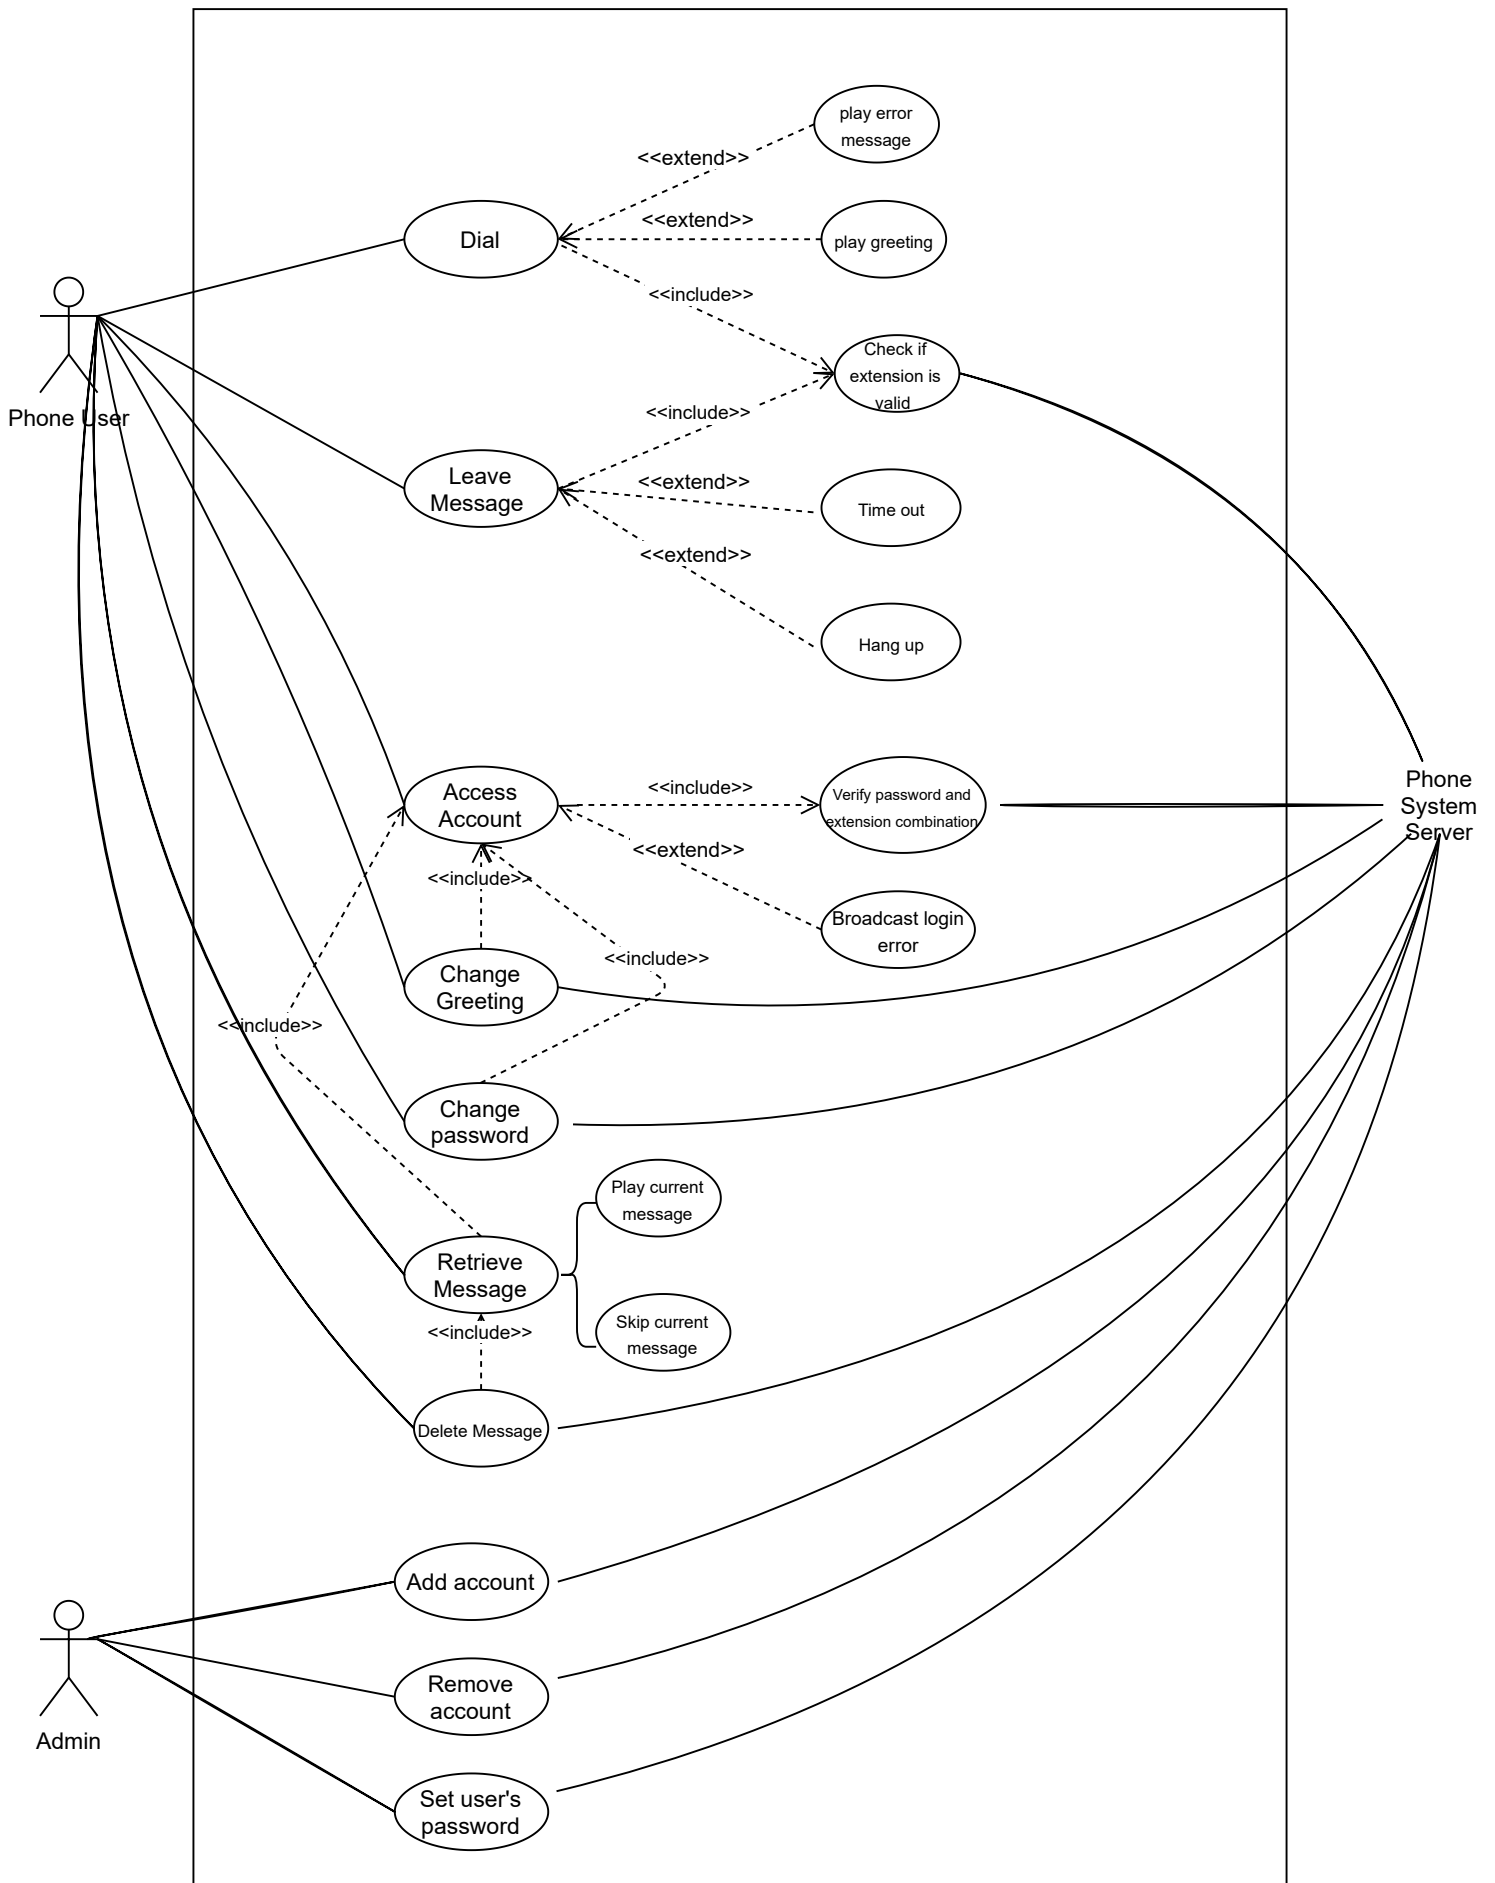 play error
message
<<extend>>
<<extend>>
Dial
play greeting
<<include>>
Check if
extension is
valid
Phone User
<<include>>
Leave
Message
<<extend>>
Time out
<<extend>>
Hang up
Access
Account
<<include>>
Verify password and
extension combination
Phone
System
Server
<<extend>>
<<include>>
Broadcast login
error
<<include>>
Change
Greeting
<<include>>
Change
password
Play current
message
Retrieve
Message
Skip current
message
<<include>>
Delete Message
Add account
Remove
account
Admin
Set user's
password